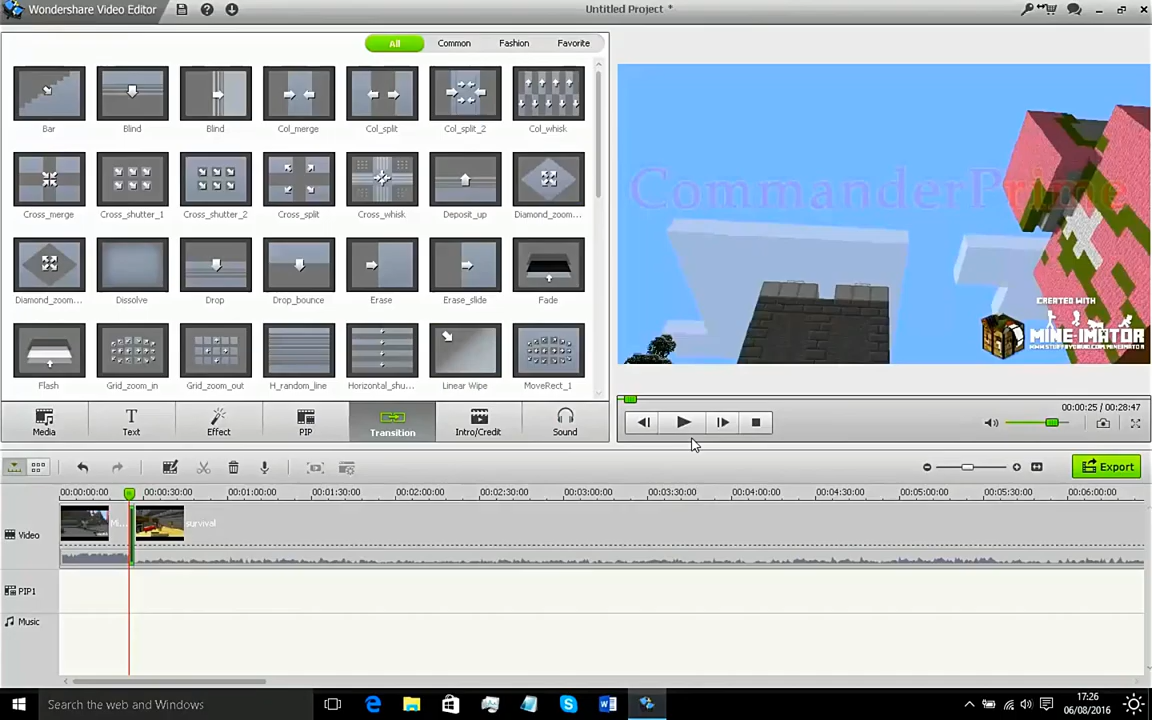 Wondershare Video Editor
Untitled Project *
All Common Fashion Favorite
Bar Blind Blind Col_merge Col_split Col_split_2 Col_whisk
Cross_merge Cross_shutter_1 Cross_shutter_2 Cross_split Cross_whisk Deposit_up Diamond_zoom...
Diamond_zoom... Dissolve Drop Drop_bounce Erase Erase_slide Fade
Flash Grid_zoom_in Grid_zoom_out H_random_line Horizontal_shu... Linear Wipe MoveRect_1
CommanderPrime
CREATED WITH
MINE-IMATOR
00:00:25 / 00:28:47
Media Text Effect PIP Transition Intro/Credit Sound
Export
00:00:00:00 00:00:30:00 00:01:00:00 00:01:30:00 00:02:00:00 00:02:30:00 00:03:00:00 00:03:30:00 00:04:00:00 00:04:30:00 00:05:00:00 00:05:30:00 00:06:00:00
Video
Mi... survival
PIP1
Music
Search the web and Windows
17:26
06/08/2016